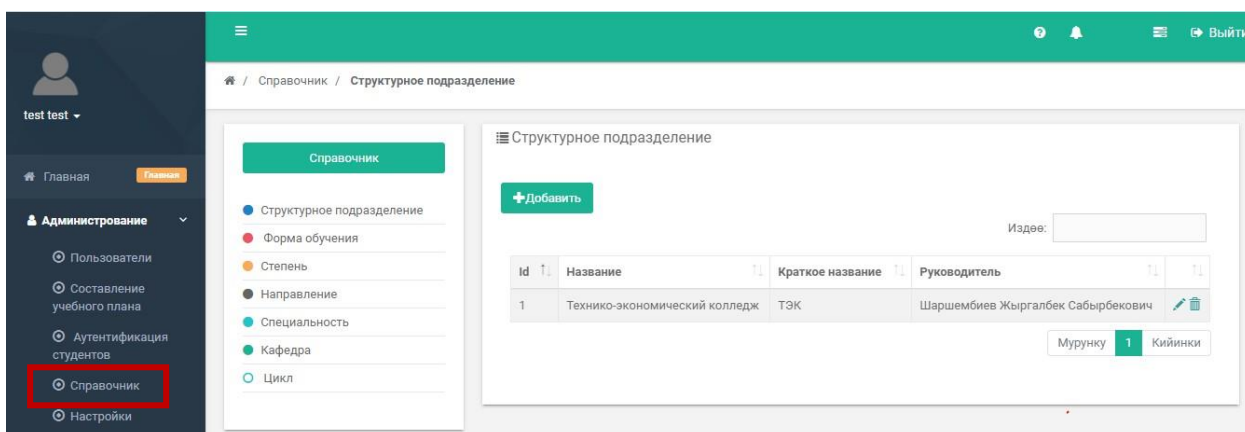 Выйти
/ Справочник / Структурное подразделение
test test
Главная Главная
Администрование
Пользователи
Составление
учебного плана
Аутентификация
студентов
Справочник
Настройки
Справочник
Структурное подразделение
Форма обучения
Степень
Направление
Специальность
Кафедра
Цикл
Структурное подразделение
Добавить
Издөө:
Id Название Краткое название Руководитель
1 Технико-экономический колледж ТЭК Шаршембиев Жыргалбек Сабырбекович
Мурунку 1 Кийинки